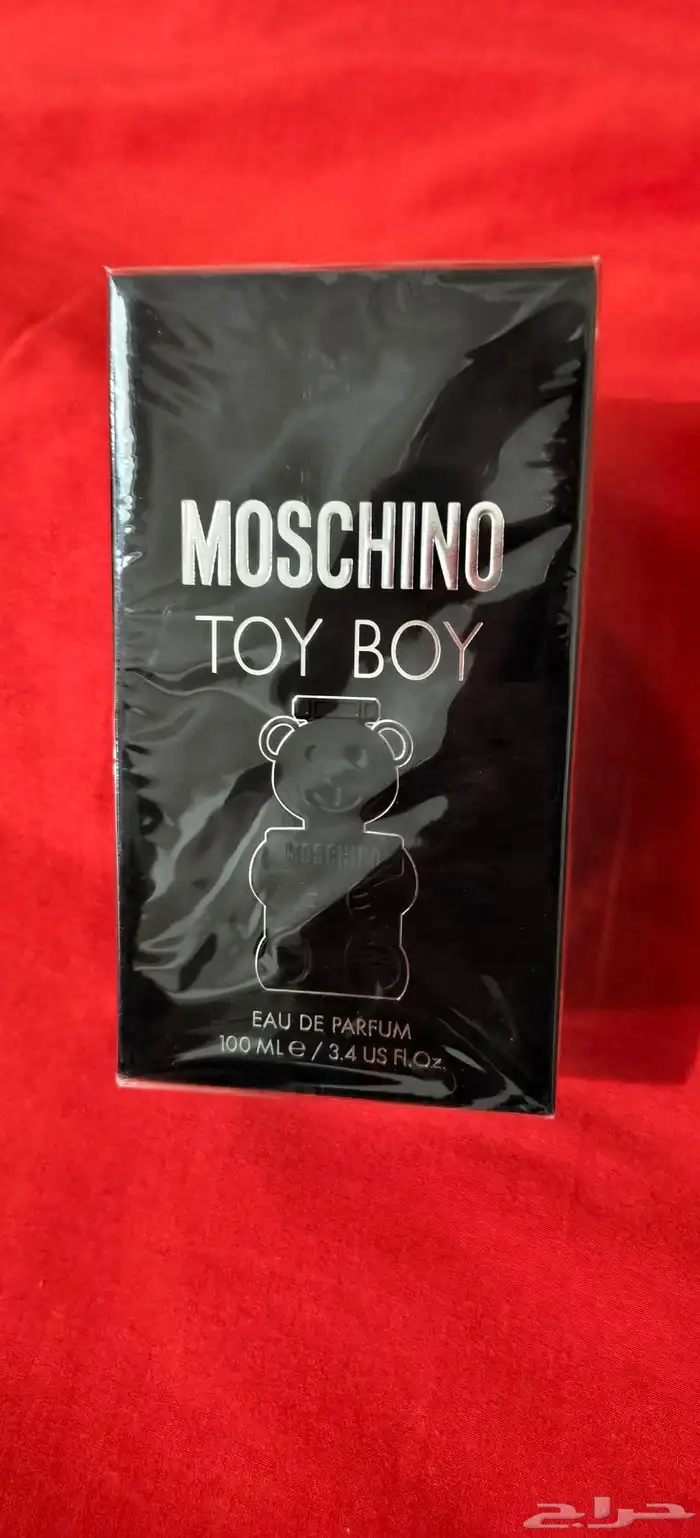 MOSCHINO
TOY BOY
MOSCHINO
EAU DE PARFUM
100 ML e / 3.4 US Fl.Oz.
حراج